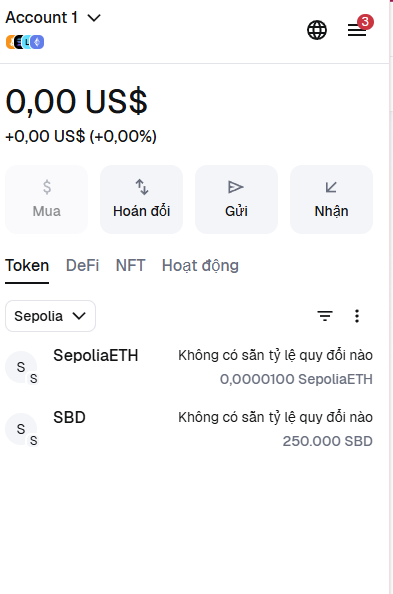 Account 1
3
0,00 US$
+0,00 US$ (+0,00%)
$
Mua
Hoán đổi
Gửi
Nhận
Token DeFi NFT Hoạt động
Sepolia
S S SepoliaETH Không có sẵn tỷ lệ quy đổi nào
0,0000100 SepoliaETH
S S SBD Không có sẵn tỷ lệ quy đổi nào
250.000 SBD